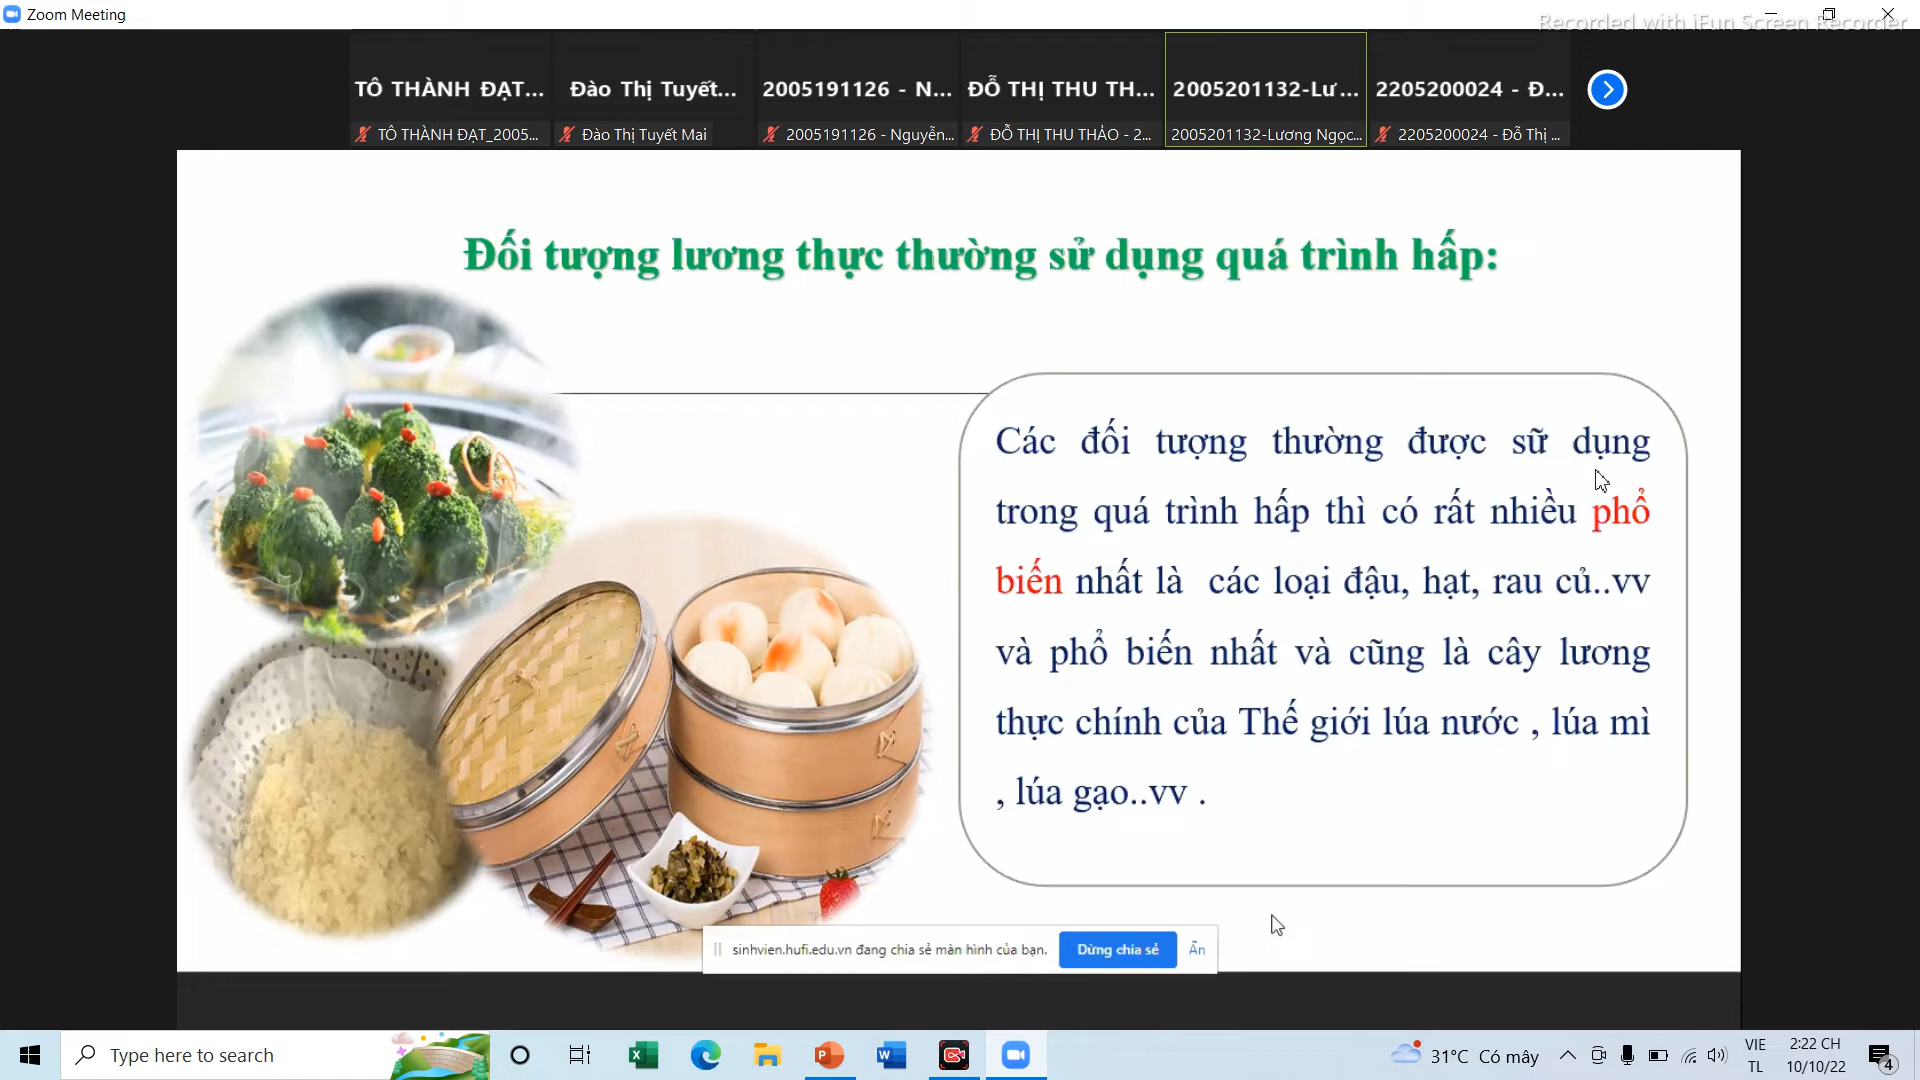 Zoom Meeting
Recorded with iFun Screen Recorder
TÔ THÀNH ĐẠT... Đào Thị Tuyết... 2005191126 - N... ĐỖ THỊ THU TH... 2005201132-Lư... 2205200024 - Đ...
TÔ THÀNH ĐẠT_2005... Đào Thị Tuyết Mai 2005191126 - Nguyễn... ĐỖ THỊ THU THẢO - 2... 2005201132-Lương Ngọc... 2205200024 - Đỗ Thị ...
Đối tượng lương thực thường sử dụng quá trình hấp:
Các đối tượng thường được sữ dụng
trong quá trình hấp thì có rất nhiều phổ
biến nhất là các loại đậu, hạt, rau củ..vv
và phổ biến nhất và cũng là cây lương
thực chính của Thế giới lúa nước , lúa mì
, lúa gạo..vv .
sinhvien.hufi.edu.vn đang chia sẻ màn hình của bạn. Dừng chia sẻ Ẩn
Type here to search
31°C Có mây
VIE
TL
2:22 CH
10/10/22
4